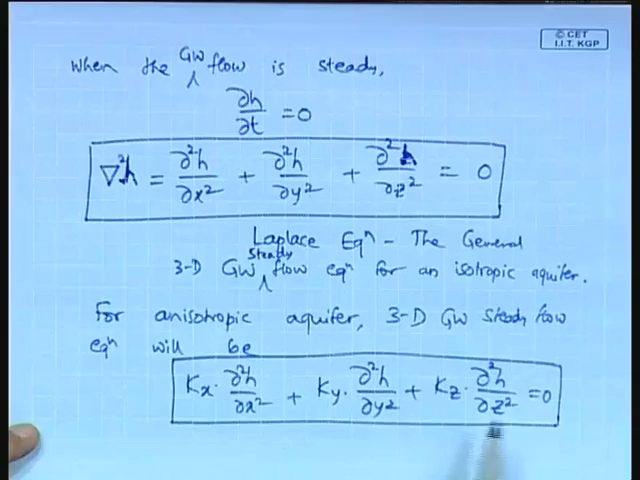 © CET
I.I.T. KGP
When the GW flow is steady,
∂h/∂t = 0
∇²h = ∂²h/∂x² + ∂²h/∂y² + ∂²h/∂z² = 0
Laplace Eqⁿ - The General
3-D GW steady flow eqⁿ for an isotropic aquifer.
For anisotropic aquifer, 3-D GW steady flow
eqⁿ will be
Kx · ∂²h/∂x² + Ky · ∂²h/∂y² + Kz · ∂²h/∂z² = 0